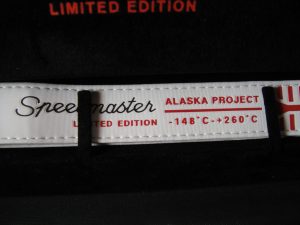 LIMITED EDITION
Speedmaster
LIMITED EDITION
ALASKA PROJECT
-148°C-+260°C